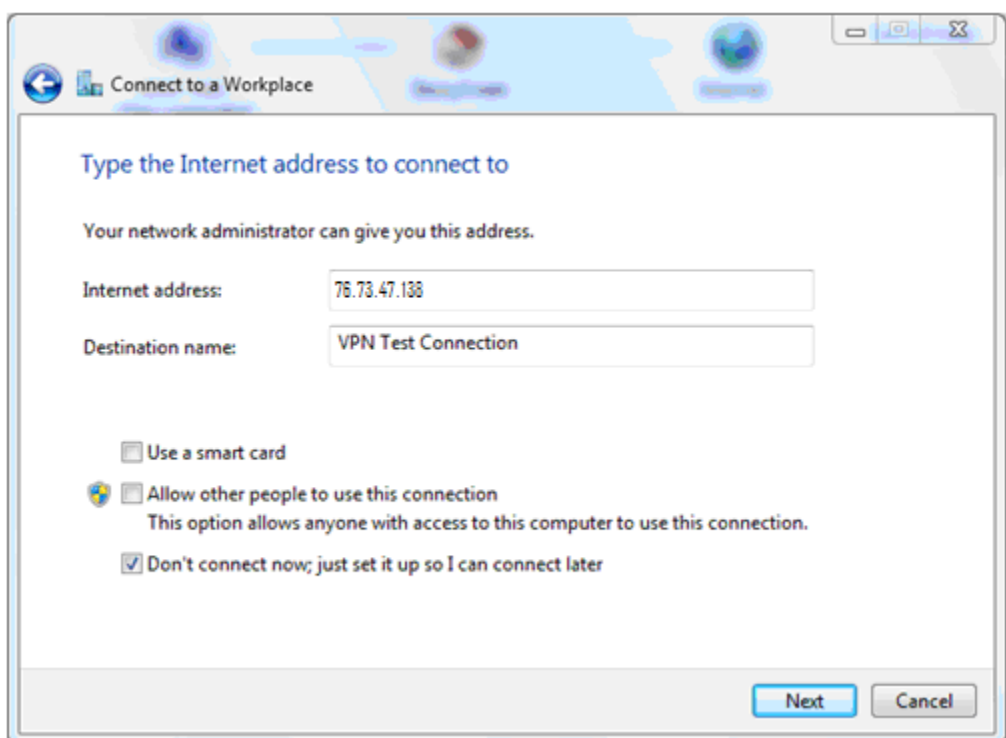 Connect to a Workplace
Type the Internet address to connect to
Your network administrator can give you this address.
Internet address: 76.73.47.138
Destination name: VPN Test Connection
Use a smart card
Allow other people to use this connection
This option allows anyone with access to this computer to use this connection.
Don't connect now; just set it up so I can connect later
Next Cancel